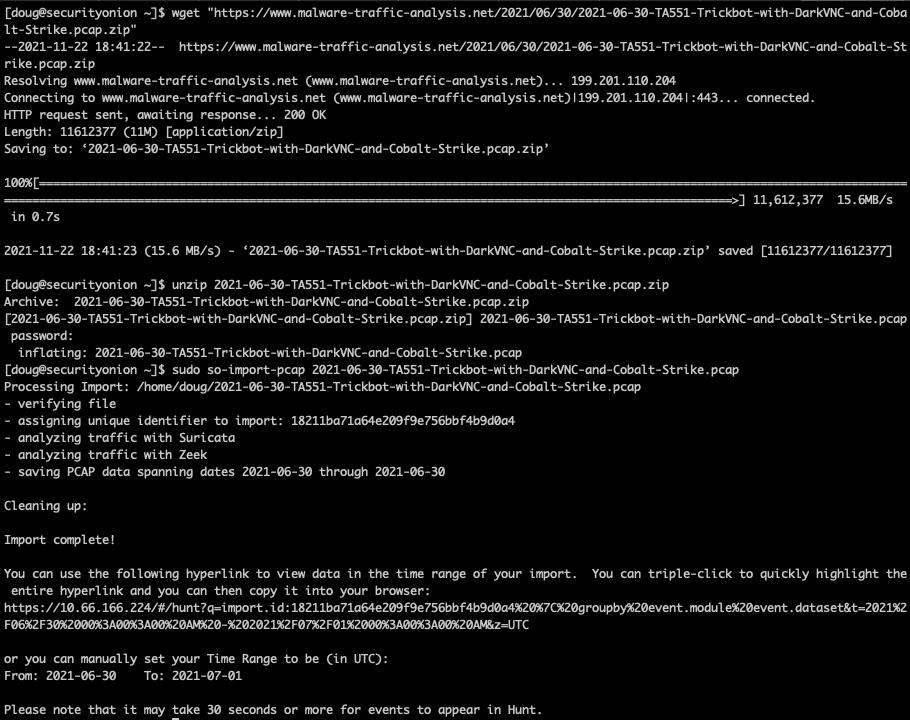 [doug@securityonion ~]$ wget "https://www.malware-traffic-analysis.net/2021/06/30/2021-06-30-TA551-Trickbot-with-DarkVNC-and-Coba
lt-Strike.pcap.zip"
--2021-11-22 18:41:22--  https://www.malware-traffic-analysis.net/2021/06/30/2021-06-30-TA551-Trickbot-with-DarkVNC-and-Cobalt-St
rike.pcap.zip
Resolving www.malware-traffic-analysis.net (www.malware-traffic-analysis.net)... 199.201.110.204
Connecting to www.malware-traffic-analysis.net (www.malware-traffic-analysis.net)|199.201.110.204|:443... connected.
HTTP request sent, awaiting response... 200 OK
Length: 11612377 (11M) [application/zip]
Saving to: ‘2021-06-30-TA551-Trickbot-with-DarkVNC-and-Cobalt-Strike.pcap.zip’
100%[==============================================================================================================================
=========================================================================================================>] 11,612,377  15.6MB/s
 in 0.7s
2021-11-22 18:41:23 (15.6 MB/s) - ‘2021-06-30-TA551-Trickbot-with-DarkVNC-and-Cobalt-Strike.pcap.zip’ saved [11612377/11612377]
[doug@securityonion ~]$ unzip 2021-06-30-TA551-Trickbot-with-DarkVNC-and-Cobalt-Strike.pcap.zip
Archive:  2021-06-30-TA551-Trickbot-with-DarkVNC-and-Cobalt-Strike.pcap.zip
[2021-06-30-TA551-Trickbot-with-DarkVNC-and-Cobalt-Strike.pcap.zip] 2021-06-30-TA551-Trickbot-with-DarkVNC-and-Cobalt-Strike.pcap
 password:
  inflating: 2021-06-30-TA551-Trickbot-with-DarkVNC-and-Cobalt-Strike.pcap
[doug@securityonion ~]$ sudo so-import-pcap 2021-06-30-TA551-Trickbot-with-DarkVNC-and-Cobalt-Strike.pcap
Processing Import: /home/doug/2021-06-30-TA551-Trickbot-with-DarkVNC-and-Cobalt-Strike.pcap
- verifying file
- assigning unique identifier to import: 18211ba71a64e209f9e756bbf4b9d0a4
- analyzing traffic with Suricata
- analyzing traffic with Zeek
- saving PCAP data spanning dates 2021-06-30 through 2021-06-30
Cleaning up:
Import complete!
You can use the following hyperlink to view data in the time range of your import.  You can triple-click to quickly highlight the
 entire hyperlink and you can then copy it into your browser:
https://10.66.166.224/#/hunt?q=import.id:18211ba71a64e209f9e756bbf4b9d0a4%20%7C%20groupby%20event.module%20event.dataset&t=2021%2
F06%2F30%2000%3A00%3A00%20AM%20-%202021%2F07%2F01%2000%3A00%3A00%20AM&z=UTC
or you can manually set your Time Range to be (in UTC):
From: 2021-06-30    To: 2021-07-01
Please note that it may take 30 seconds or more for events to appear in Hunt.